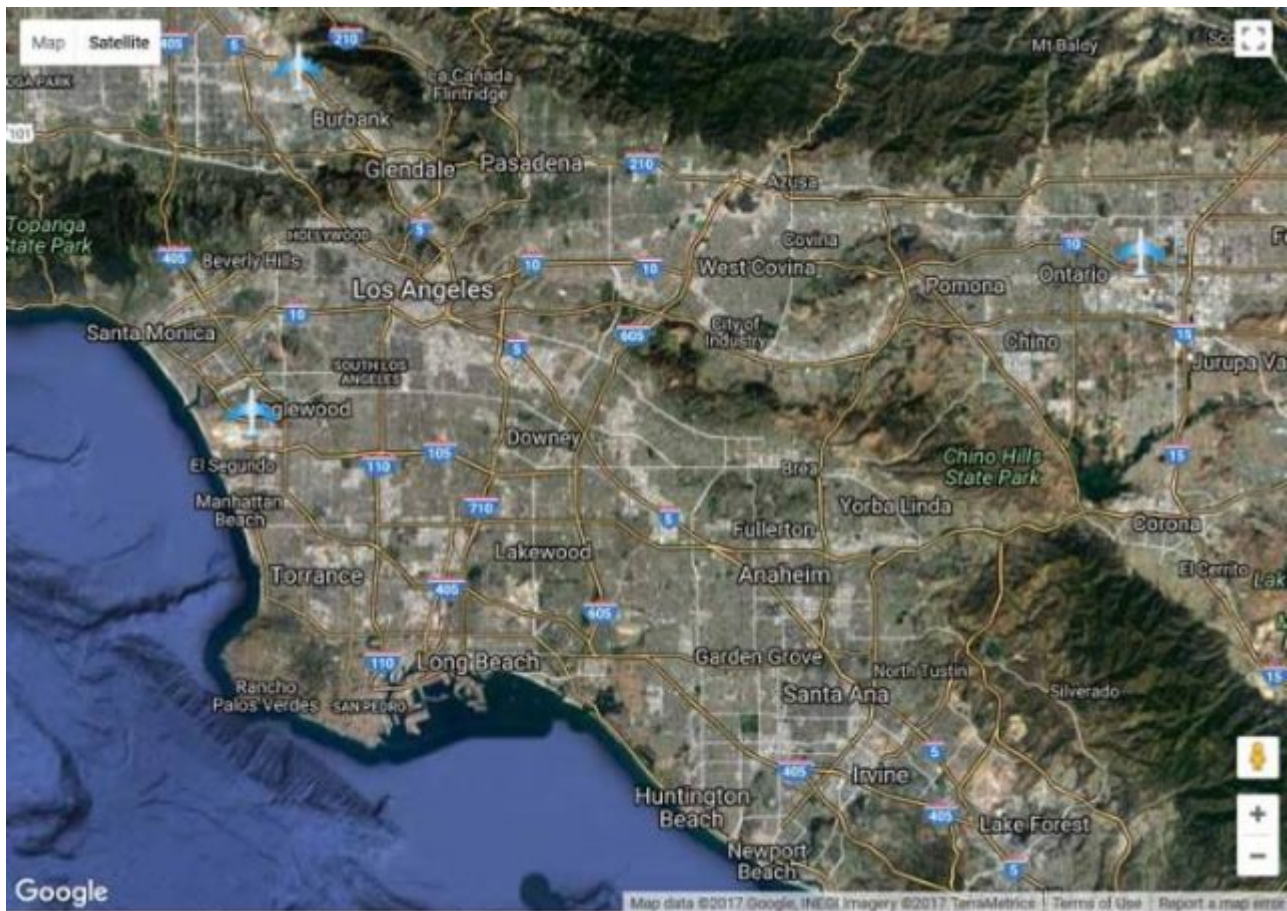 Map Satellite
405
5
210
Mt Baldy
La Cañada
Flintridge
OGA PARK
101
Burbank
Glendale
Pasadena
210
Azusa
Topanga
State Park
HOLLYWOOD
5
405
Beverly Hills
10
10
West Covina
Covina
10
Ontario
Los Angeles
Pomona
Santa Monica
10
5
605
City of
Industry
Chino
15
Jurupa Va
SOUTH LOS
ANGELES
glewood
Downey
El Segundo
110
105
Brea
Chino Hills
State Park
15
Manhattan
Beach
710
5
Fullerton
Yorba Linda
Corona
Lakewood
Torrance
405
Anaheim
El Cerrito
605
110
Long Beach
Garden Grove
North Tustin
15
Rancho
Palos Verdes
SAN PEDRO
Santa Ana
Silverado
405
Irvine
5
Huntington
Beach
405
Lake Forest
Newport
Beach
5
Google
Map data ©2017 Google, INEGI Imagery ©2017 TerraMetrics Terms of Use Report a map error